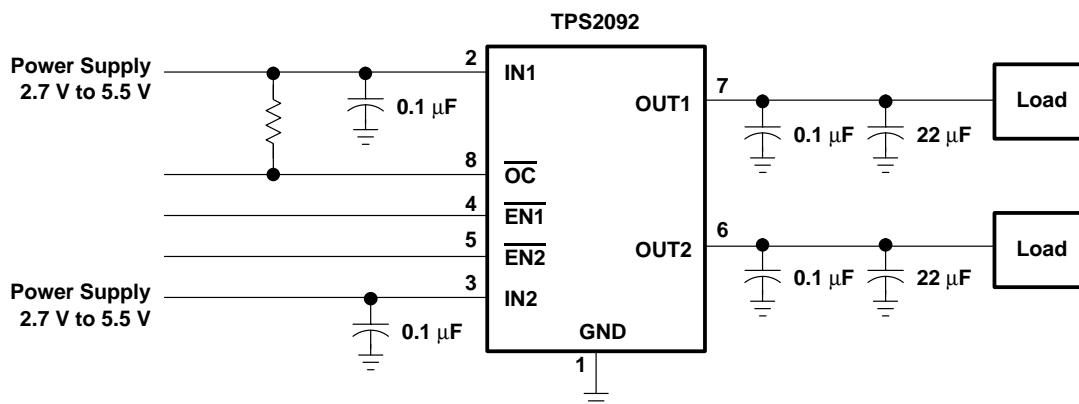 TPS2092
Power Supply
2.7 V to 5.5 V
2
IN1
0.1 μF
7
OUT1
0.1 μF
22 μF
Load
8
OC
4
EN1
5
EN2
6
OUT2
0.1 μF
22 μF
Load
Power Supply
2.7 V to 5.5 V
3
IN2
0.1 μF
GND
1